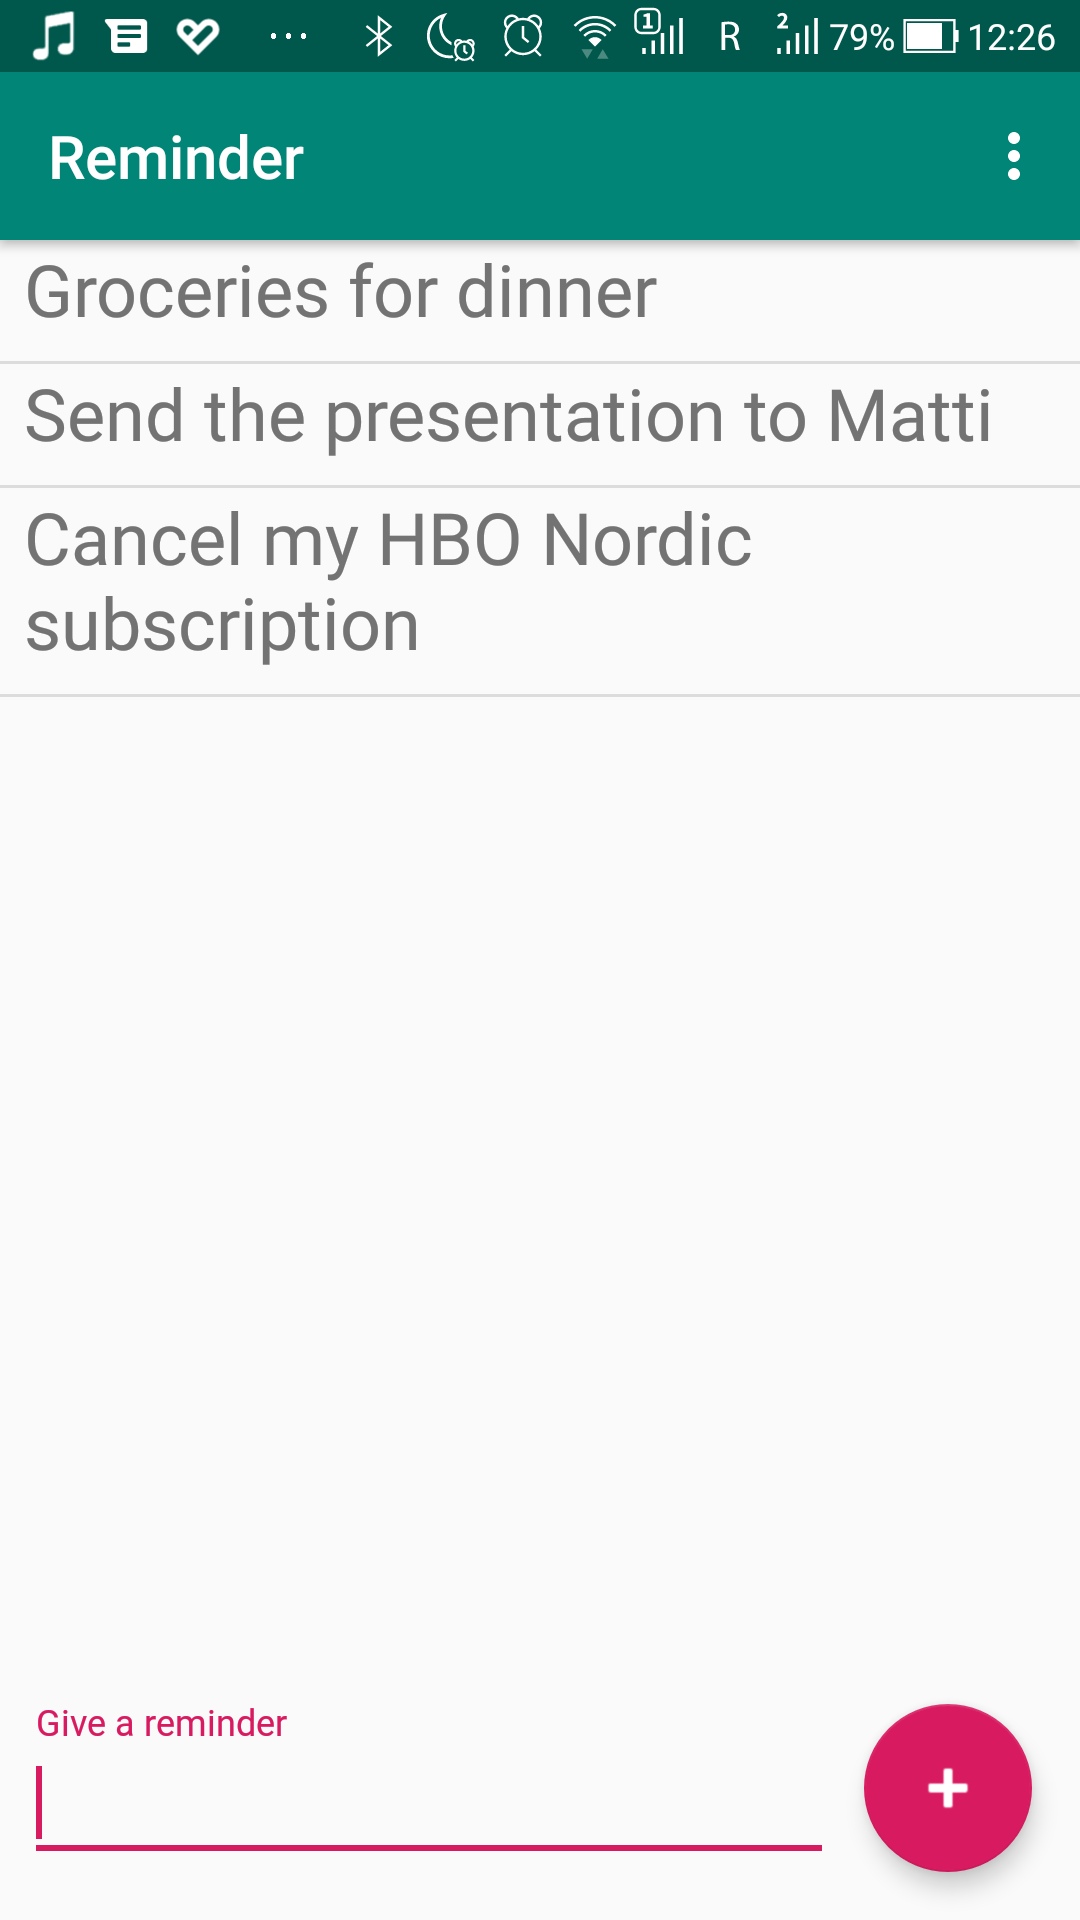 1 R 2 79% 12:26
Reminder
Groceries for dinner
Send the presentation to Matti
Cancel my HBO Nordic
subscription
Give a reminder